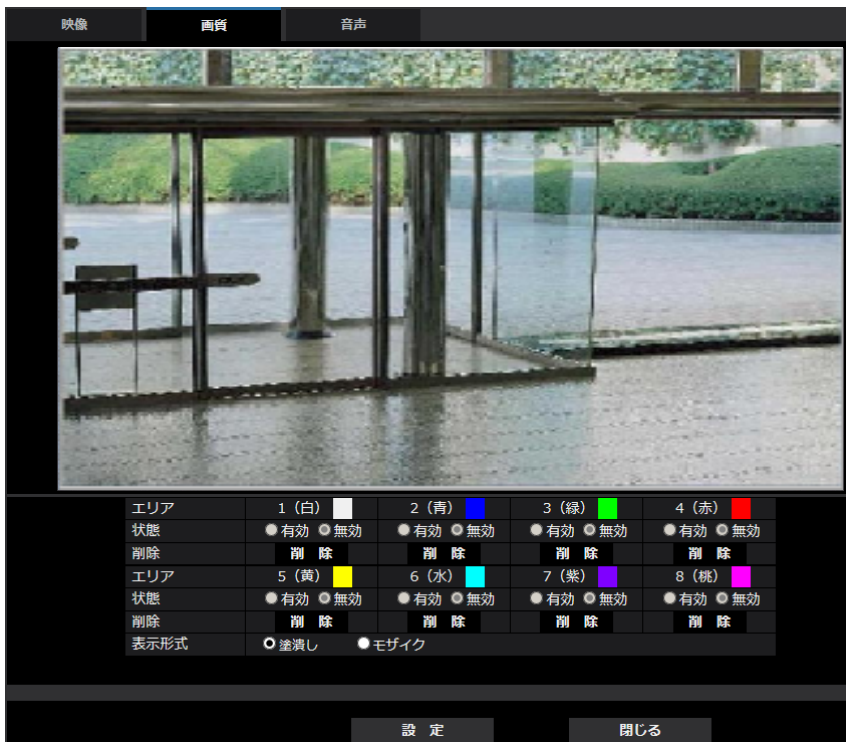 映像 画質 音声
エリア 1（白） 2（青） 3（緑） 4（赤）
状態 有効 無効 有効 無効 有効 無効 有効 無効
削除 削 除 削 除 削 除 削 除
エリア 5（黄） 6（水） 7（紫） 8（桃）
状態 有効 無効 有効 無効 有効 無効 有効 無効
削除 削 除 削 除 削 除 削 除
表示形式 塗潰し モザイク
設 定 閉じる